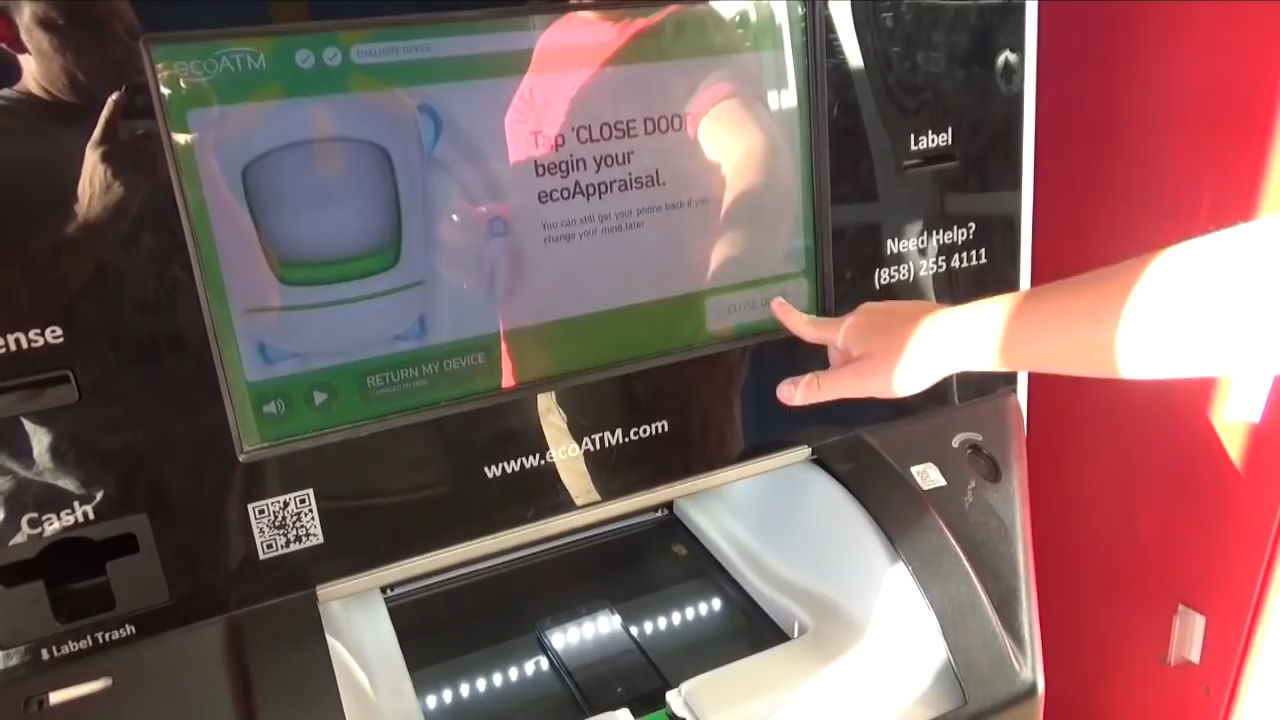 ecoATM
EVALUATE DEVICE
Tap 'CLOSE DOOR
begin your
ecoAppraisal.
You can still get your phone back if you
change your mind later
CLOSE DO
RETURN MY DEVICE
Label
Need Help?
(858) 255 4111
ense
www.ecoATM.com
Cash
Label Trash